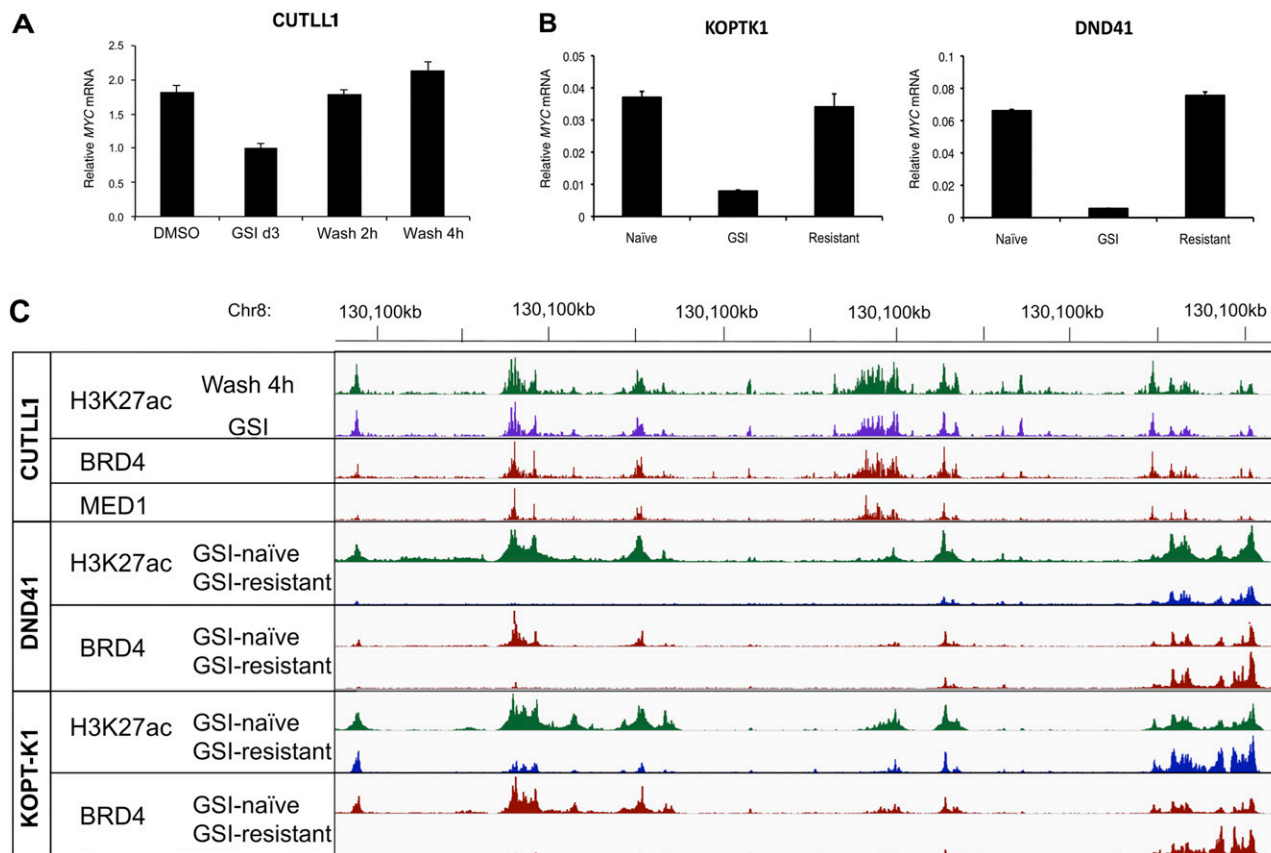 A
CUTLL1
Relative MYC mRNA
2.5
2.0
1.5
1.0
0.5
0.0
DMSO GSI d3 Wash 2h Wash 4h
B
KOPTK1
Relative MYC mRNA
0.05
0.04
0.03
0.02
0.01
0
Naïve GSI Resistant
DND41
Relative MYC mRNA
0.1
0.08
0.06
0.04
0.02
0
Naïve GSI Resistant
C
Chr8: 130,100kb 130,100kb 130,100kb 130,100kb 130,100kb 130,100kb
CUTLL1
H3K27ac Wash 4h
GSI
BRD4
MED1
DND41
H3K27ac GSI-naïve
GSI-resistant
BRD4 GSI-naïve
GSI-resistant
KOPT-K1
H3K27ac GSI-naïve
GSI-resistant
BRD4 GSI-naïve
GSI-resistant